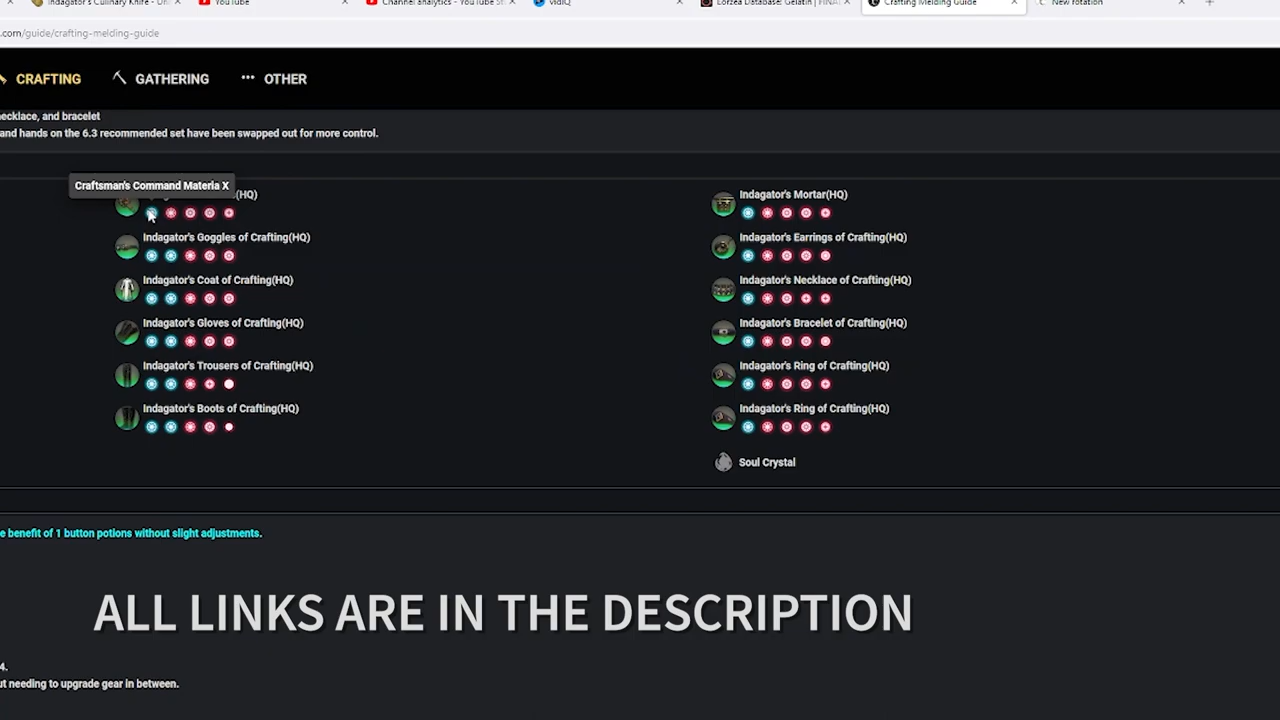 Indagator's Culinary Knife - 
YouTube
Channel analytics - YouTube St
vidIQ
Eorzea Database: Gelatin | FINA
Crafting Melding Guide
New rotation
.com/guide/crafting-melding-guide
CRAFTING
GATHERING
OTHER
necklace, and bracelet
and hands on the 6.3 recommended set have been swapped out for more control.
Craftsman's Command Materia X
(HQ)
Indagator's Goggles of Crafting(HQ)
Indagator's Coat of Crafting(HQ)
Indagator's Gloves of Crafting(HQ)
Indagator's Trousers of Crafting(HQ)
Indagator's Boots of Crafting(HQ)
Indagator's Mortar(HQ)
Indagator's Earrings of Crafting(HQ)
Indagator's Necklace of Crafting(HQ)
Indagator's Bracelet of Crafting(HQ)
Indagator's Ring of Crafting(HQ)
Indagator's Ring of Crafting(HQ)
Soul Crystal
e benefit of 1 button potions without slight adjustments.
ALL LINKS ARE IN THE DESCRIPTION
4.
ut needing to upgrade gear in between.